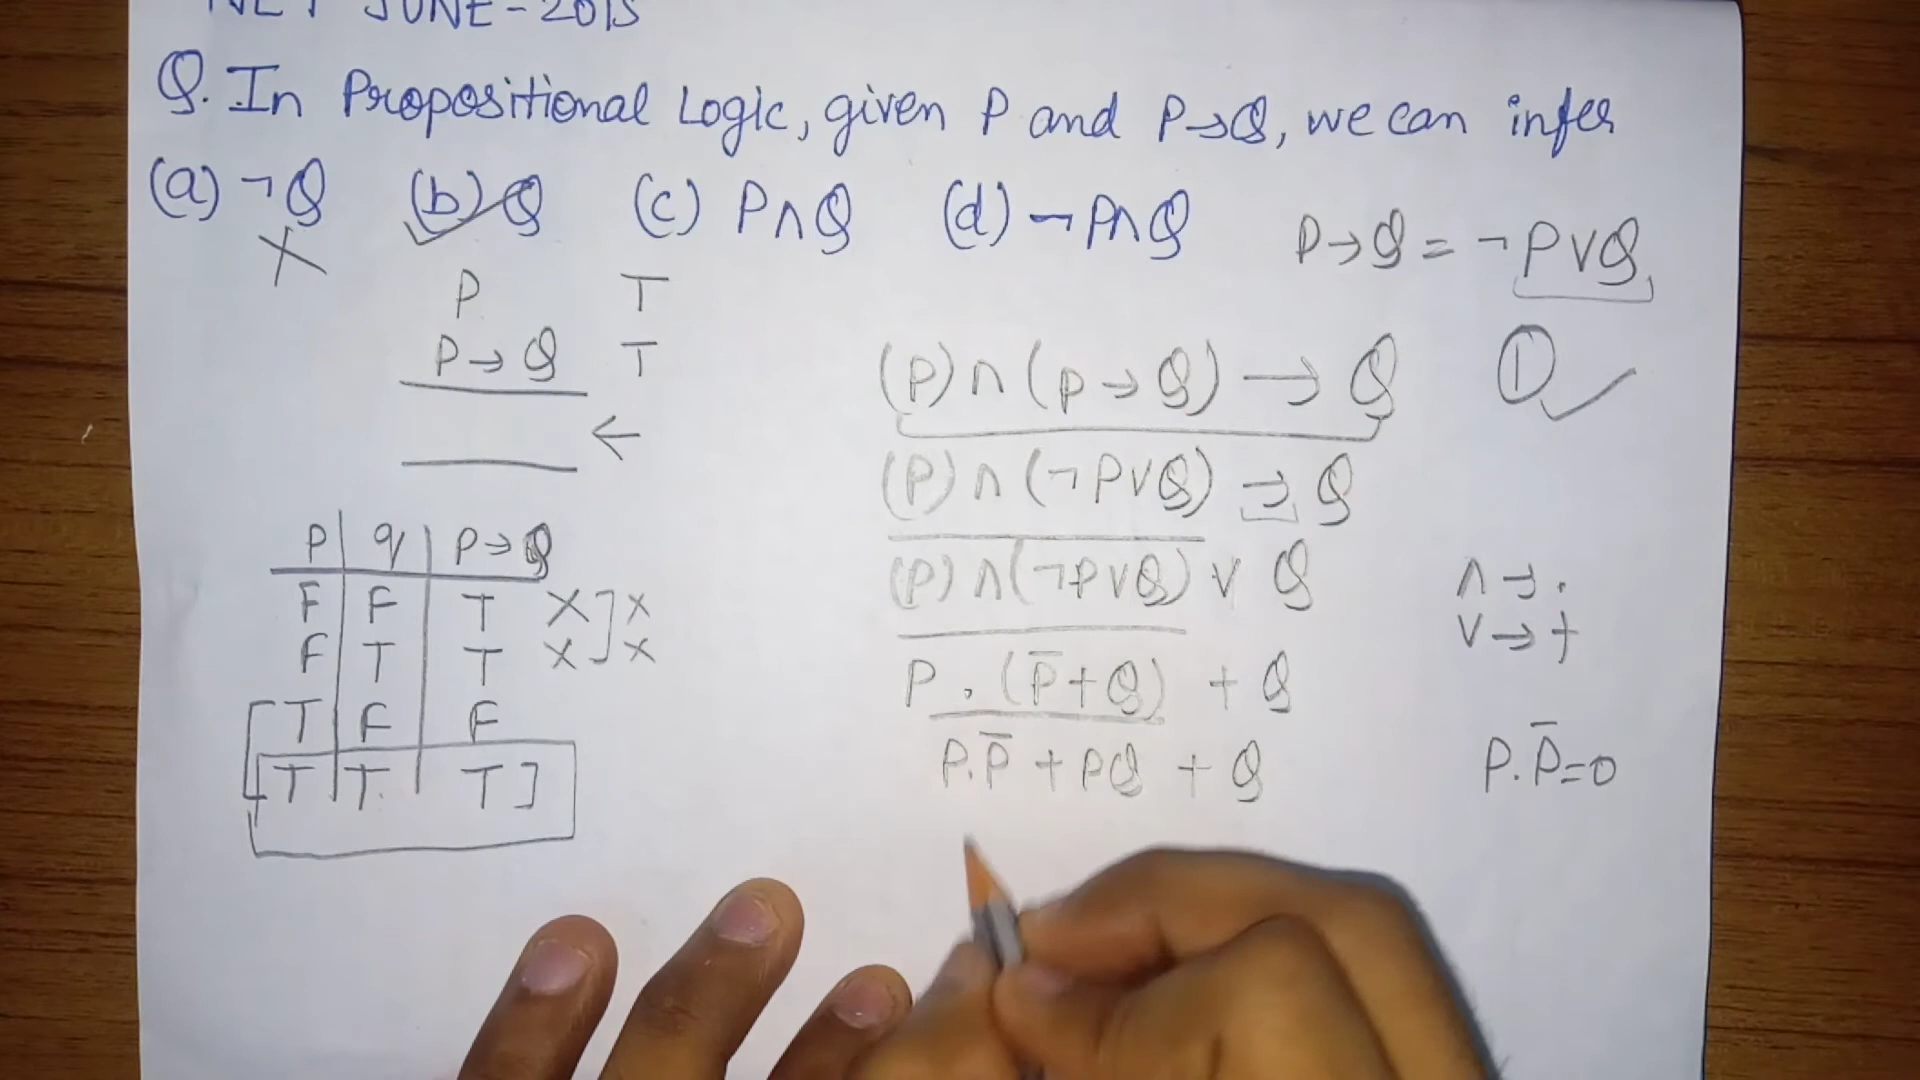 NET JUNE-2015
Q. In Propositional Logic, given P and P→Q, we can infer
(a) ¬Q (b) Q (c) P∧Q (d) ¬P∧Q
P→Q = ¬P∨Q
P T
P→Q T
←
(P)∧(P→Q) → Q
①
(P)∧(¬P∨Q) → Q
(P)∧(¬P∨Q) ∨ Q
P . (P̅+Q) + Q
P.P̅ + PQ + Q
∧→.
∨→+
P.P̅=0
P q P→Q
F F T X ] X
F T T X ] X
T F F
T T T ]